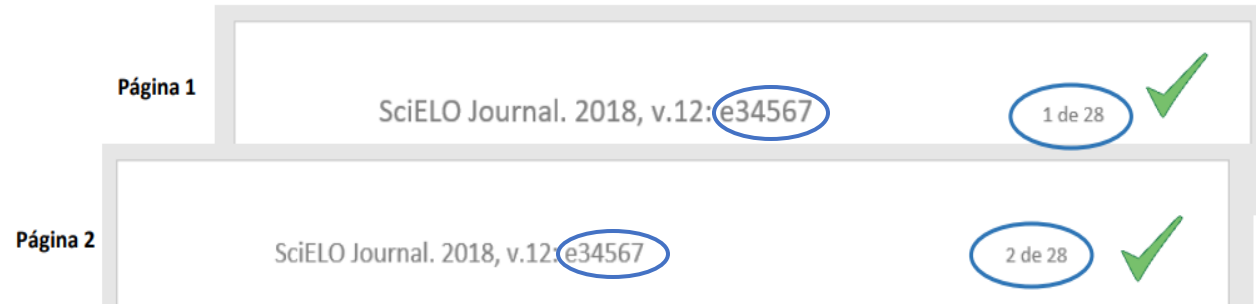 Página 1
SciELO Journal. 2018, v.12: e34567
1 de 28
Página 2
SciELO Journal. 2018, v.12: e34567
2 de 28